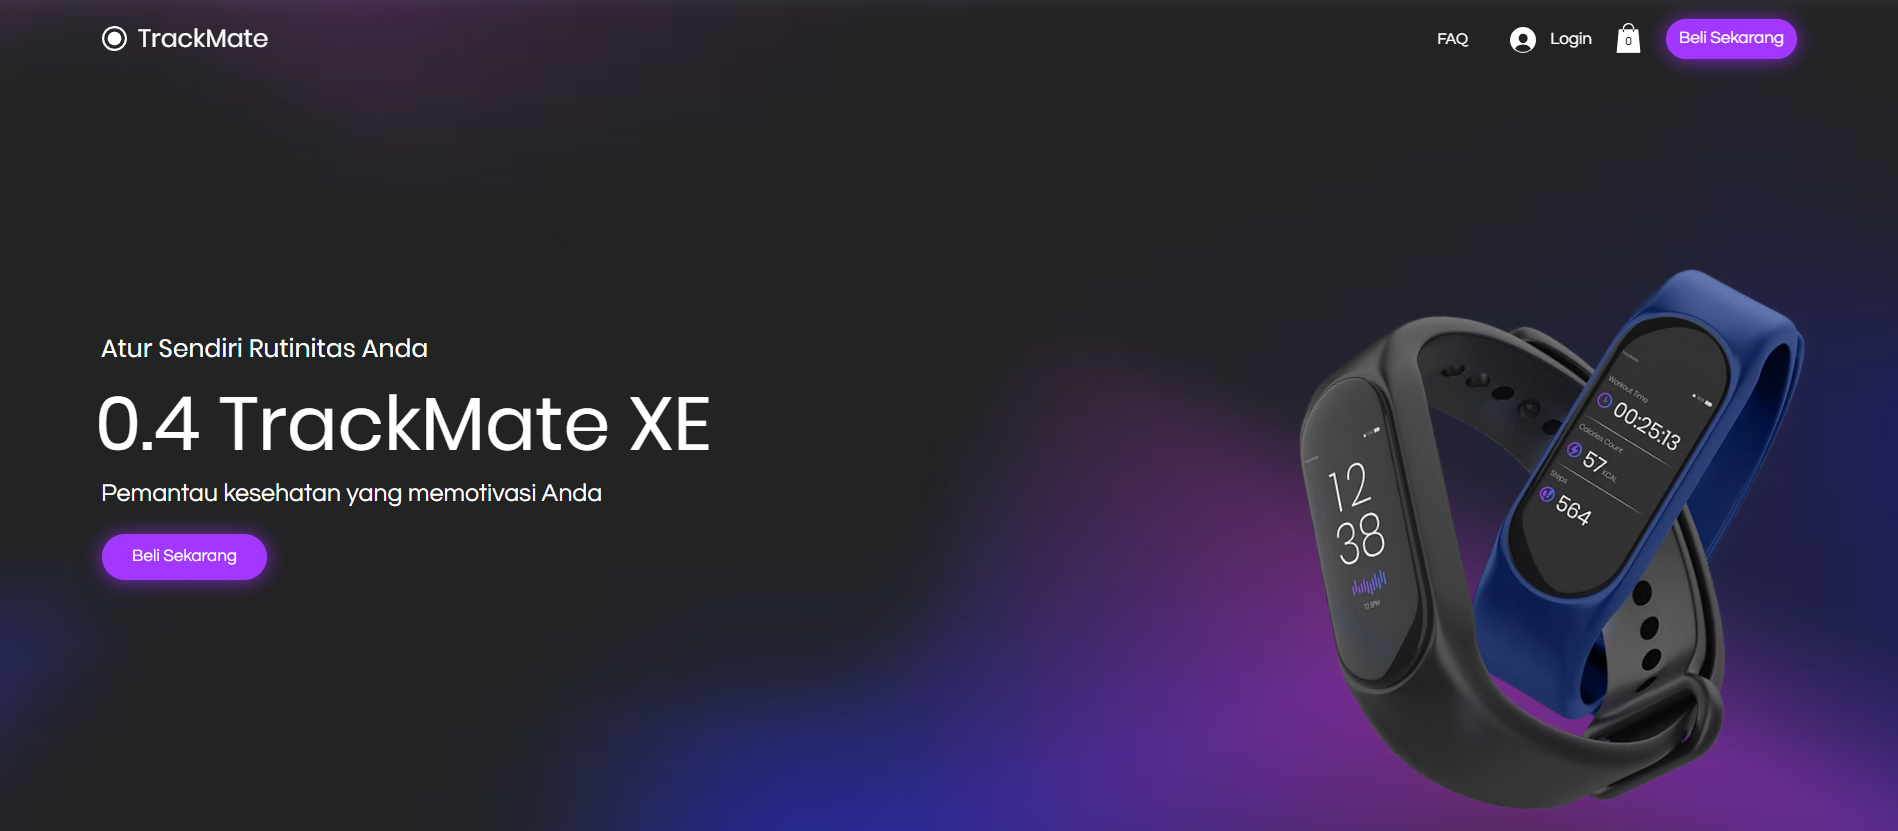 TrackMate
FAQ
Login
0
Beli Sekarang
Atur Sendiri Rutinitas Anda
0.4 TrackMate XE
Pemantau kesehatan yang memotivasi Anda
Beli Sekarang
12
38
72 BPM
Workout Time
00:25:13
Calories Count
57 KCAL
Steps
564